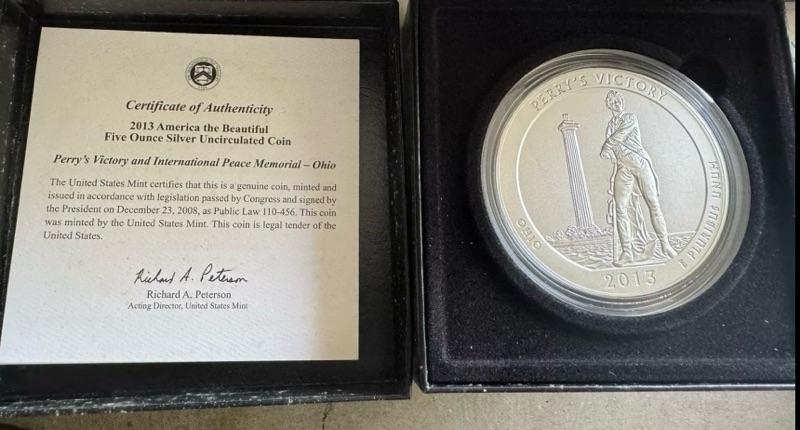 Certificate of Authenticity
2013 America the Beautiful
Five Ounce Silver Uncirculated Coin
Perry's Victory and International Peace Memorial – Ohio
The United States Mint certifies that this is a genuine coin, minted and
issued in accordance with legislation passed by Congress and signed by
the President on December 23, 2008, as Public Law 110-456. This coin
was minted by the United States Mint. This coin is legal tender of the
United States.
Richard A. Peterson
Richard A. Peterson
Acting Director, United States Mint
PERRY'S VICTORY
OHIO
2013
E PLURIBUS UNUM